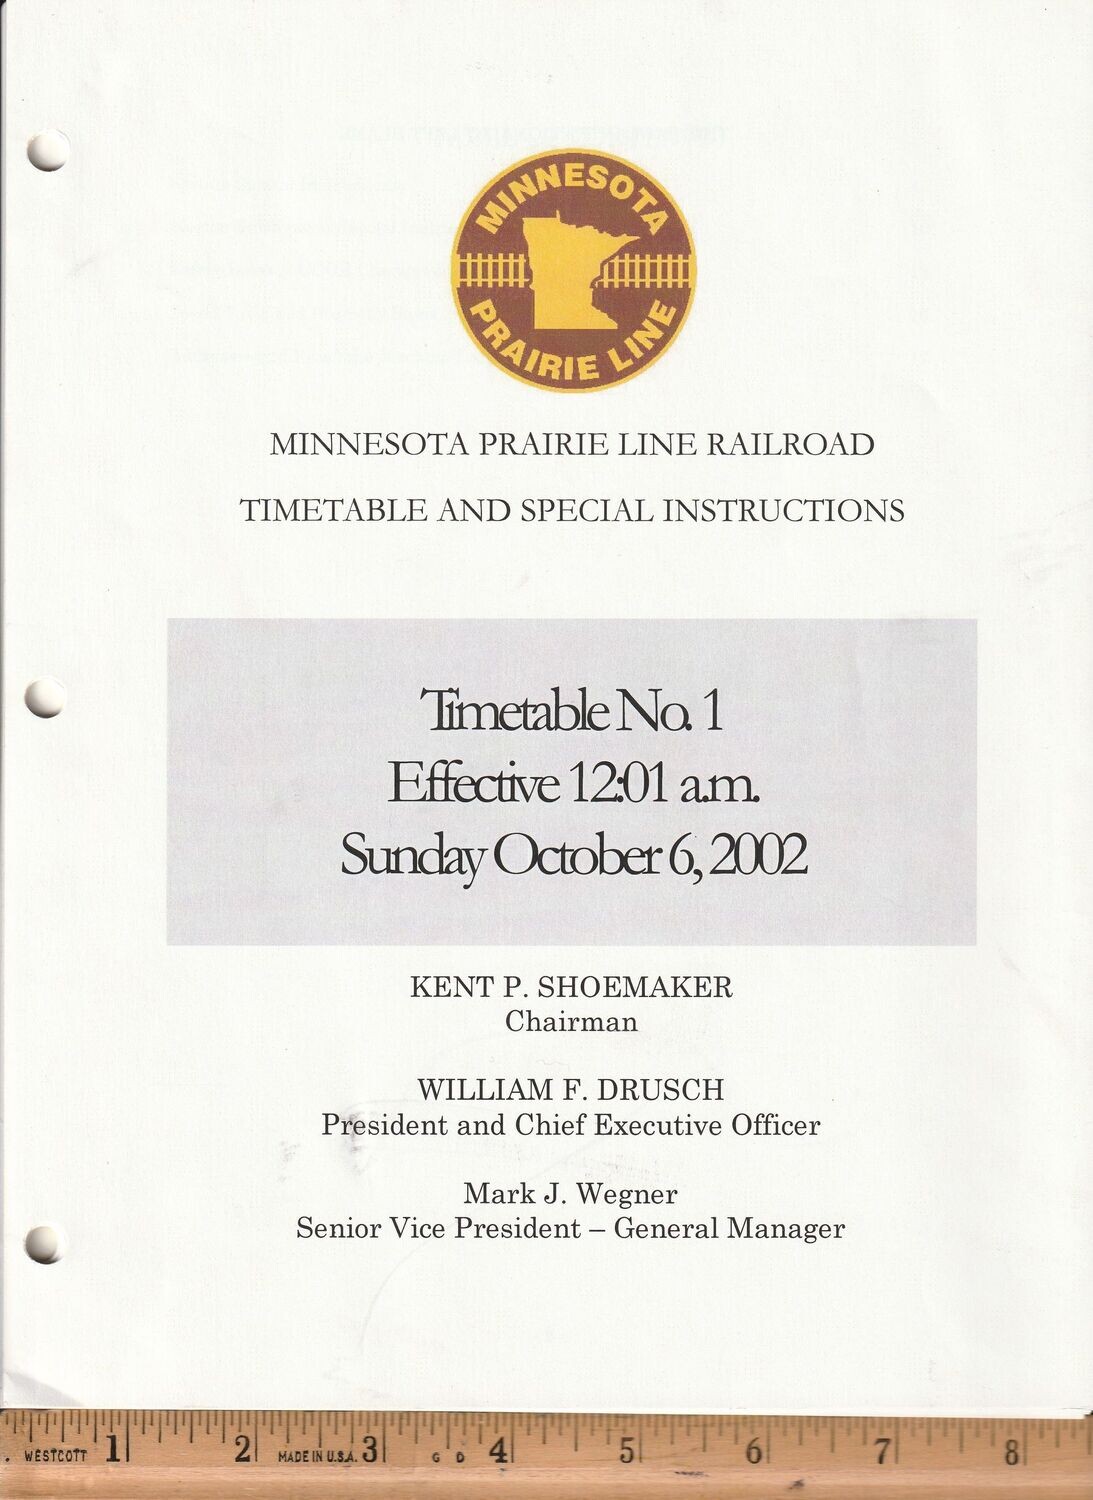 MINNESOTA
PRAIRIE LINE
MINNESOTA PRAIRIE LINE RAILROAD
TIMETABLE AND SPECIAL INSTRUCTIONS
Timetable No. 1
Effective 12:01 a.m.
Sunday October 6, 2002
KENT P. SHOEMAKER
Chairman
WILLIAM F. DRUSCH
President and Chief Executive Officer
Mark J. Wegner
Senior Vice President – General Manager
WESTCOTT 1 2 MADE IN U.S.A. 3 G D 4 5 6 7 8